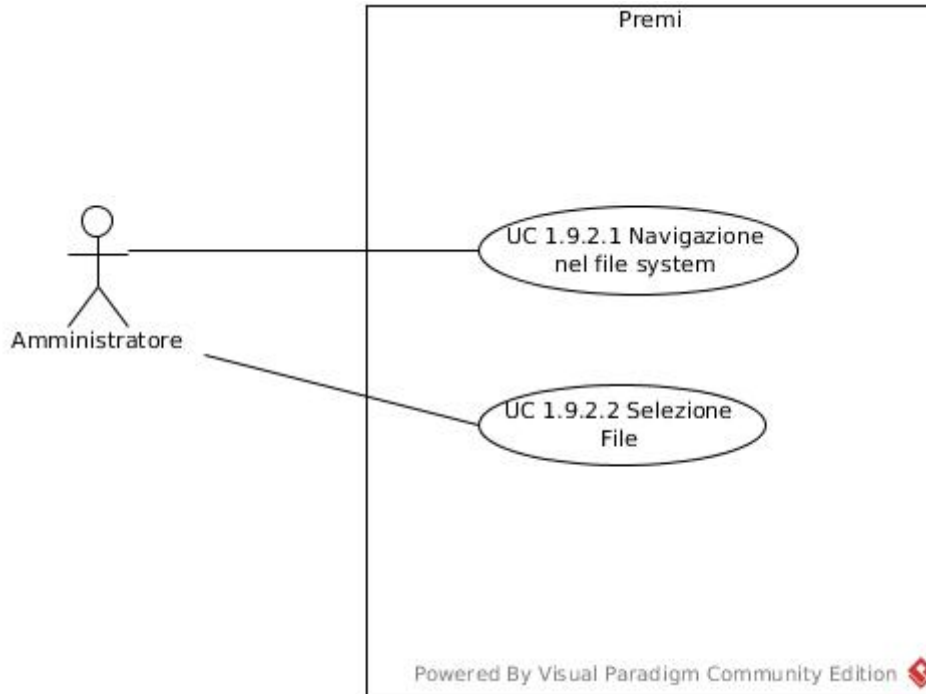 Premi
UC 1.9.2.1 Navigazione
nel file system
Amministratore
UC 1.9.2.2 Selezione
File
Powered By Visual Paradigm Community Edition